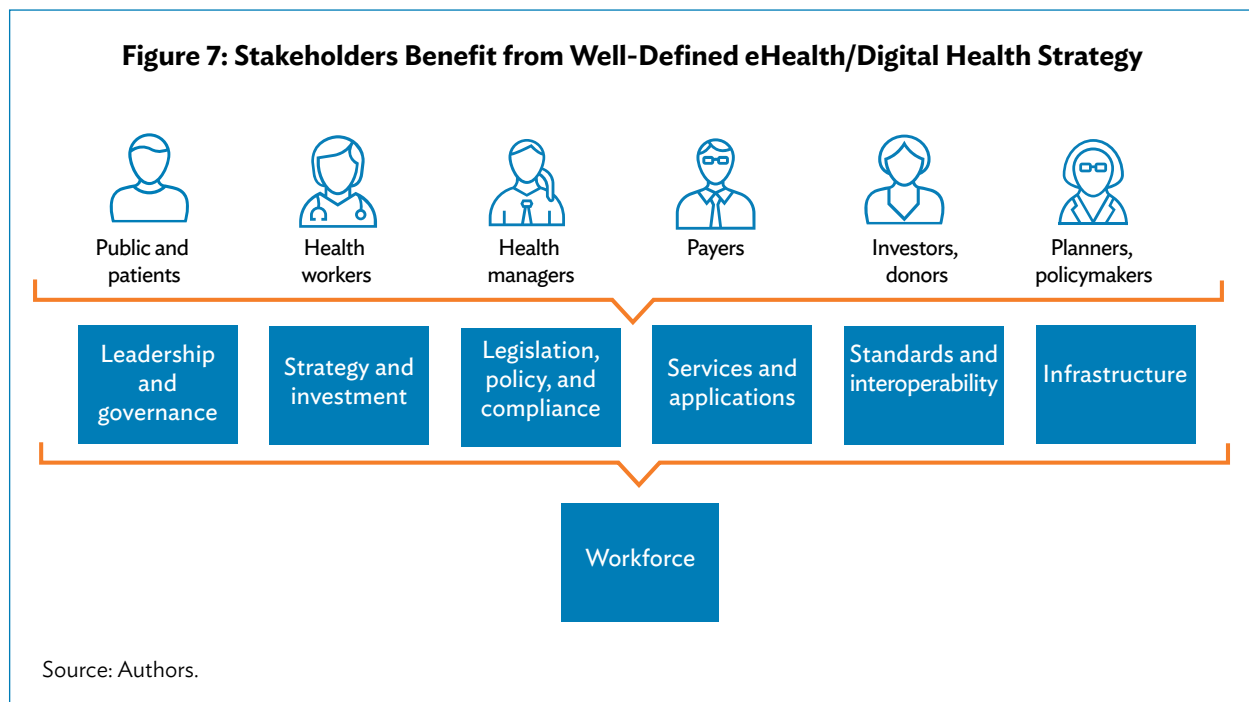 Figure 7: Stakeholders Benefit from Well-Defined eHealth/Digital Health Strategy
Public and
patients
Health
workers
Health
managers
Payers
Investors,
donors
Planners,
policymakers
Leadership
and
governance
Strategy and
investment
Legislation,
policy, and
compliance
Services and
applications
Standards and
interoperability
Infrastructure
Workforce
Source: Authors.